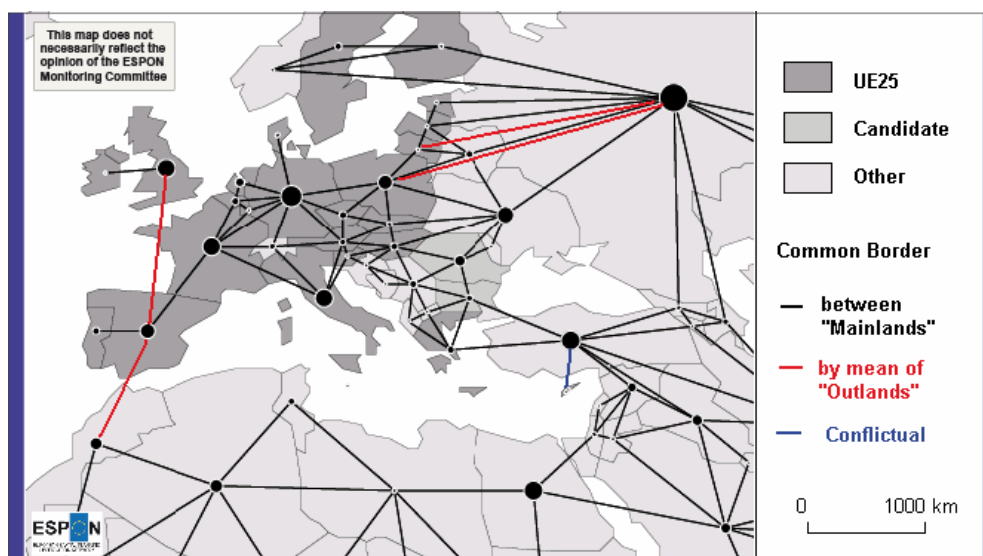 This map does not
necessarily reflect the
opinion of the ESPON
Monitoring Committee
UE25
Candidate
Other
Common Border
between
"Mainlands"
by mean of
"Outlands"
Conflictual
0 1000 km
ESPON